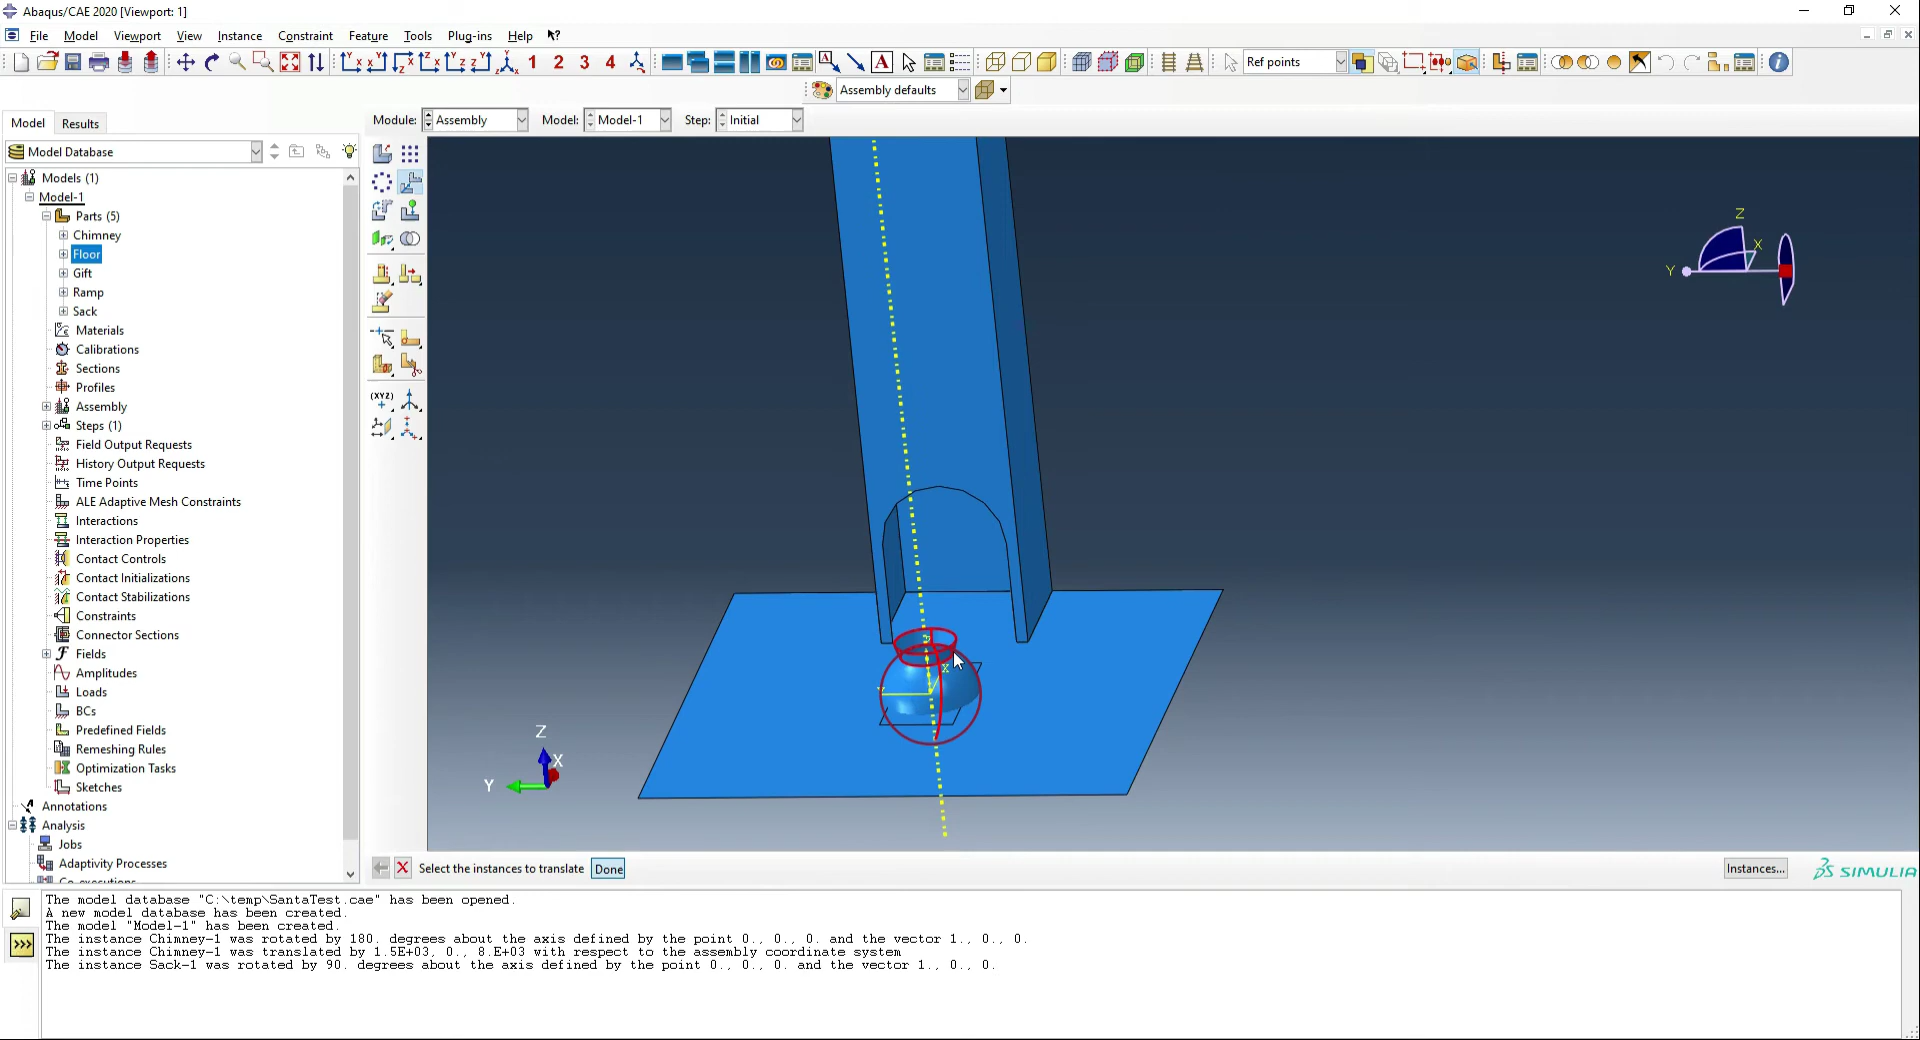 Abaqus/CAE 2020 [Viewport: 1]
File Model Viewport View Instance Constraint Feature Tools Plug-ins Help
1 2 3 4 A Ref points
Assembly defaults
Model Results
Module: Assembly Model: Model-1 Step: Initial
Model Database
Models (1)
Model-1
Parts (5)
Chimney
Floor
Gift
Ramp
Sack
Materials
Calibrations
Sections
Profiles
Assembly
Steps (1)
Field Output Requests
History Output Requests
Time Points
ALE Adaptive Mesh Constraints
Interactions
Interaction Properties
Contact Controls
Contact Initializations
Contact Stabilizations
Constraints
Connector Sections
Fields
Amplitudes
Loads
BCs
Predefined Fields
Remeshing Rules
Optimization Tasks
Sketches
Annotations
Analysis
Jobs
Adaptivity Processes
Co-executions
(XYZ)
Z
X
Y
X
Z
X
Y
Select the instances to translate Done
Instances...
SIMULIA
The model database "C:\temp\SantaTest.cae" has been opened.
A new model database has been created.
The model "Model-1" has been created.
The instance Chimney-1 was rotated by 180. degrees about the axis defined by the point 0., 0., 0. and the vector 1., 0., 0.
The instance Chimney-1 was translated by 1.5E+03, 0., 8.E+03 with respect to the assembly coordinate system
The instance Sack-1 was rotated by 90. degrees about the axis defined by the point 0., 0., 0. and the vector 1., 0., 0.
>>>